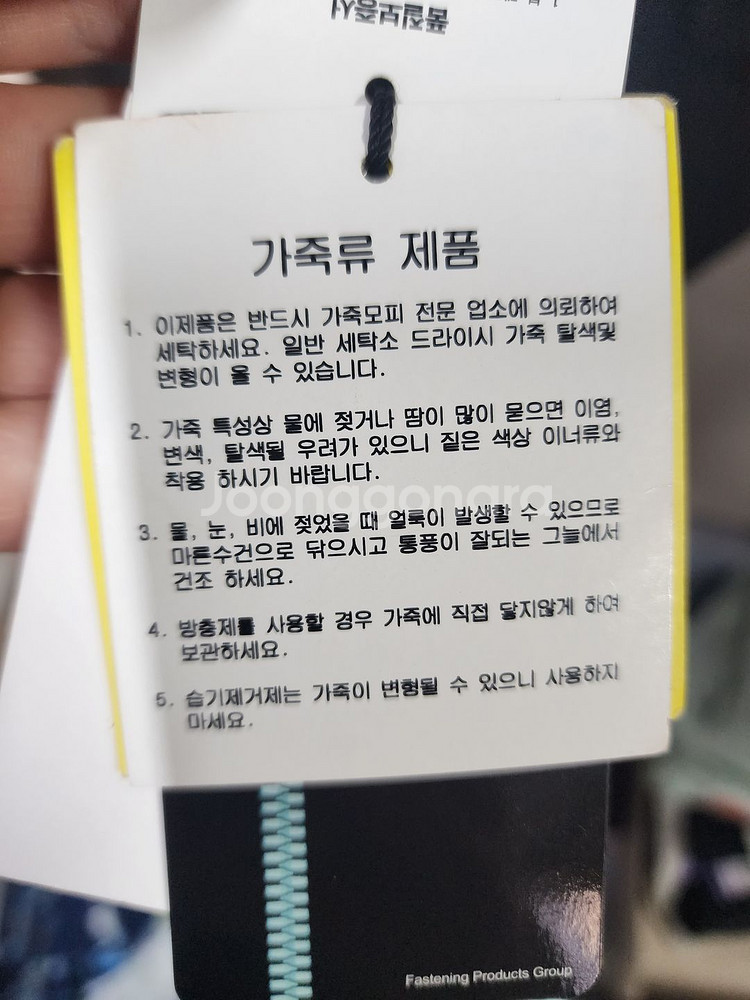 품질보증서
가죽류 제품
1. 이제품은 반드시 가죽모피 전문 업소에 의뢰하여
세탁하세요. 일반 세탁소 드라이시 가죽 탈색및
변형이 올 수 있습니다.
2. 가죽 특성상 물에 젖거나 땀이 많이 묻으면 이염,
변색, 탈색될 우려가 있으니 짙은 색상 이너류와
착용 하시기 바랍니다.
Joonggonara
3. 물, 눈, 비에 젖었을 때 얼룩이 발생할 수 있으므로
마른수건으로 닦으시고 통풍이 잘되는 그늘에서
건조 하세요.
4. 방충제를 사용할 경우 가죽에 직접 닿지않게 하여
보관하세요.
5. 습기제거제는 가죽이 변형될 수 있으니 사용하지
마세요.
Fastening Products Group